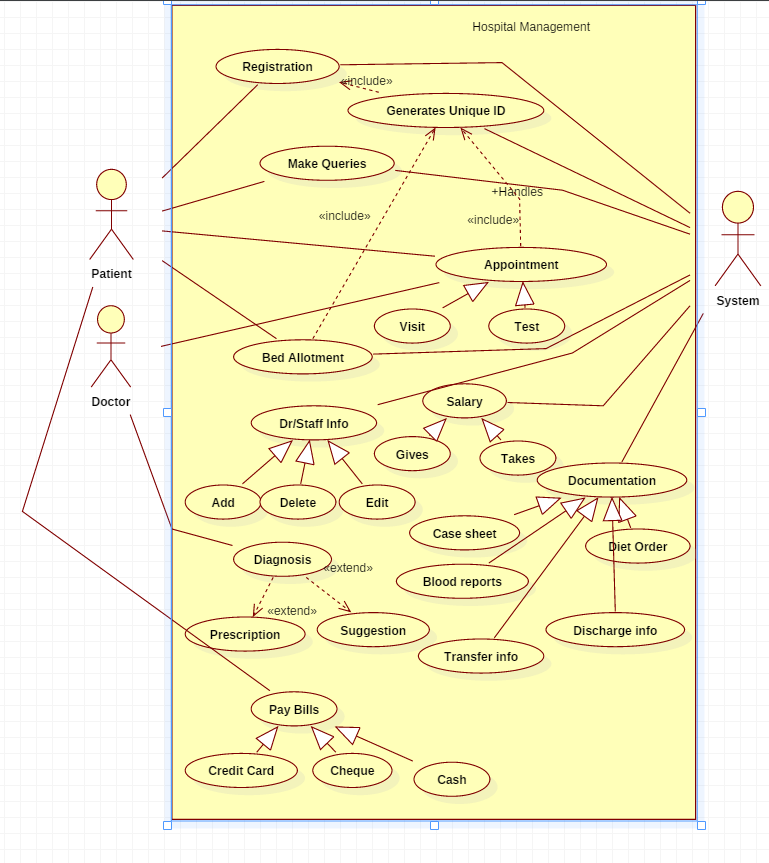 Hospital Management
Registration
«include»
Generates Unique ID
Make Queries
+Handles
«include»
«include»
Appointment
Patient
System
Visit
Test
Bed Allotment
Doctor
Salary
Dr/Staff Info
Gives
Takes
Documentation
Add
Delete
Edit
Case sheet
Diet Order
Diagnosis
«extend»
Blood reports
«extend»
Prescription
Suggestion
Discharge info
Transfer info
Pay Bills
Credit Card
Cheque
Cash